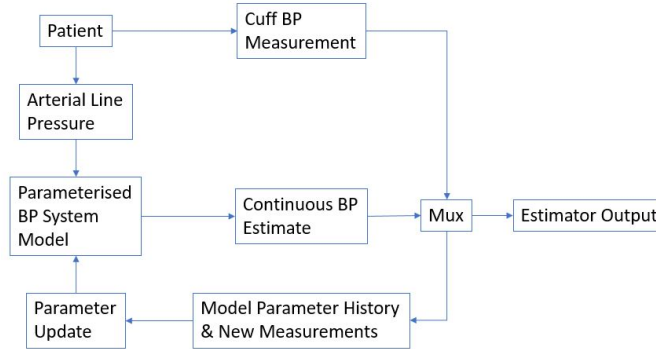 Patient
Cuff BP
Measurement
Arterial Line
Pressure
Parameterised
BP System
Model
Continuous BP
Estimate
Mux
Estimator Output
Parameter
Update
Model Parameter History
& New Measurements